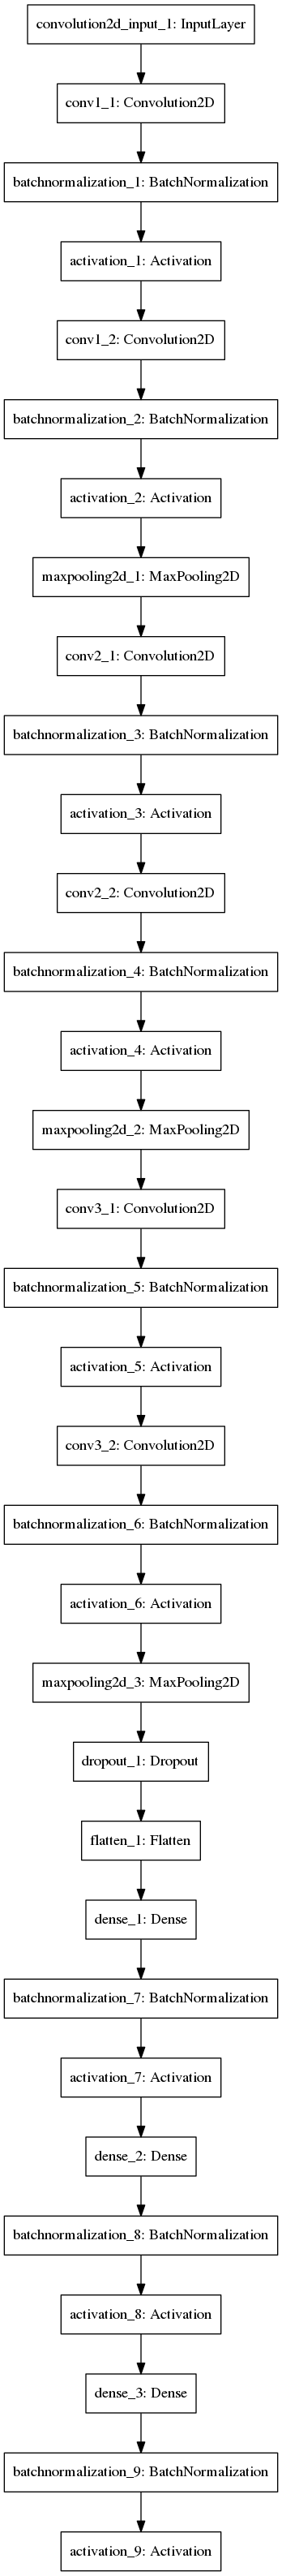 convolution2d_input_1: InputLayer
conv1_1: Convolution2D
batchnormalization_1: BatchNormalization
activation_1: Activation
conv1_2: Convolution2D
batchnormalization_2: BatchNormalization
activation_2: Activation
maxpooling2d_1: MaxPooling2D
conv2_1: Convolution2D
batchnormalization_3: BatchNormalization
activation_3: Activation
conv2_2: Convolution2D
batchnormalization_4: BatchNormalization
activation_4: Activation
maxpooling2d_2: MaxPooling2D
conv3_1: Convolution2D
batchnormalization_5: BatchNormalization
activation_5: Activation
conv3_2: Convolution2D
batchnormalization_6: BatchNormalization
activation_6: Activation
maxpooling2d_3: MaxPooling2D
dropout_1: Dropout
flatten_1: Flatten
dense_1: Dense
batchnormalization_7: BatchNormalization
activation_7: Activation
dense_2: Dense
batchnormalization_8: BatchNormalization
activation_8: Activation
dense_3: Dense
batchnormalization_9: BatchNormalization
activation_9: Activation